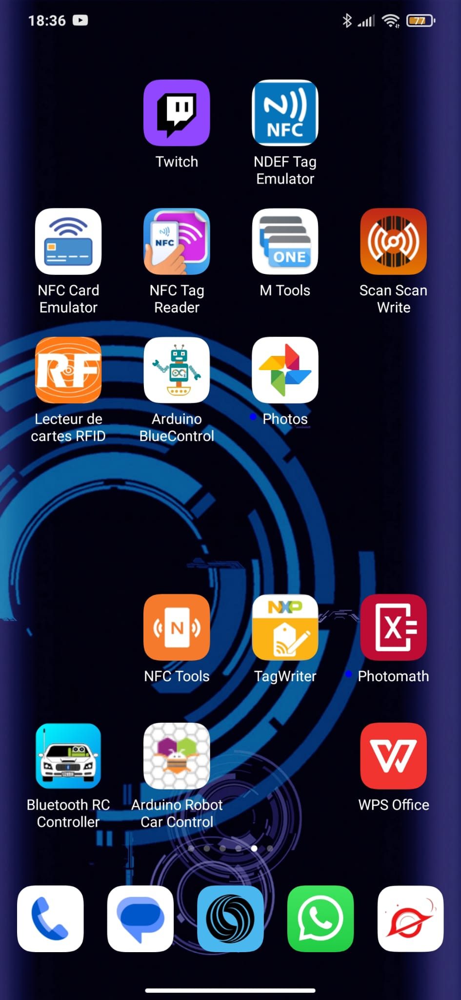 18:36
77
NFC
Twitch
NDEF Tag
Emulator
NFC
ONE
NFC Card
Emulator
NFC Tag
Reader
M Tools
Scan Scan
Write
RF
Lecteur de
cartes RFID
Arduino
BlueControl
Photos
N
NXP
X
NFC Tools
TagWriter
Photomath
W
Bluetooth RC
Controller
Arduino Robot
Car Control
WPS Office